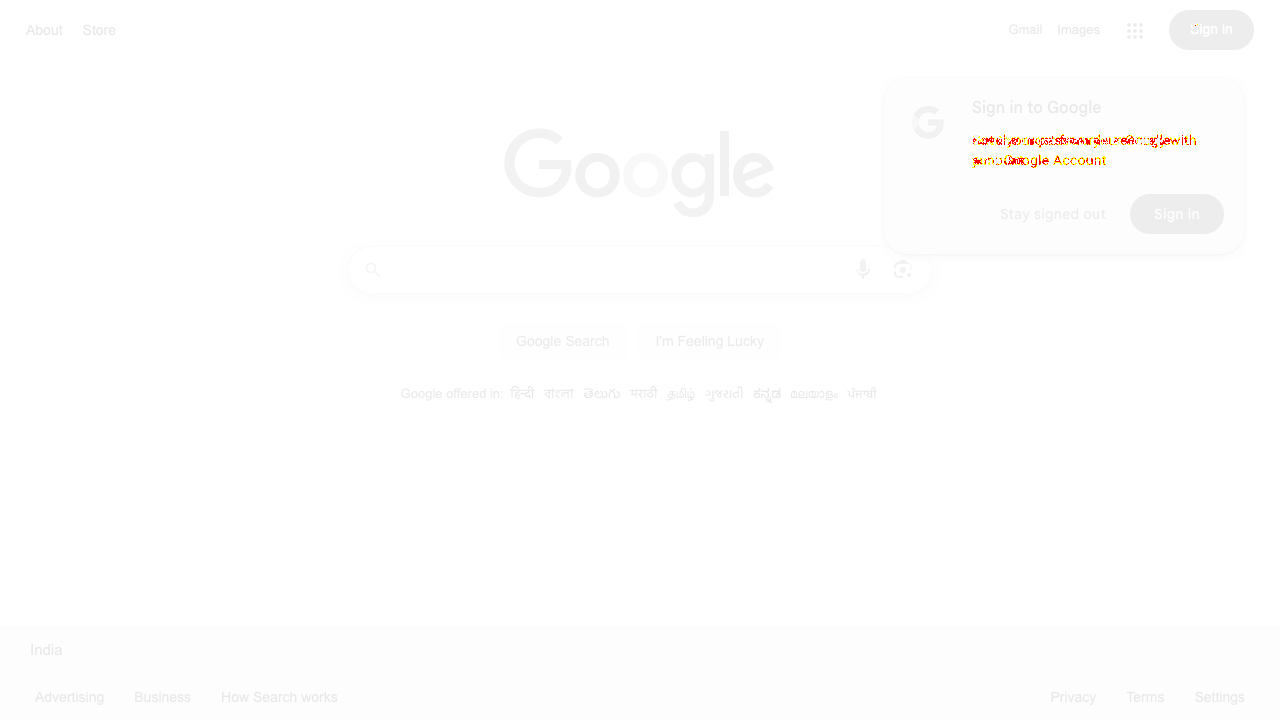 About Store
Gmail Images Sign in
Sign in to Google
with
Google Account
Stay signed out Sign in
Google
Google Search I'm Feeling Lucky
Google offered in: हिन्दी বাংলা తెలుగు मराठी தமிழ் ગુજરાતી ಕನ್ನಡ മലയാളം ਪੰਜਾਬੀ
India
Advertising Business How Search works
Privacy Terms Settings